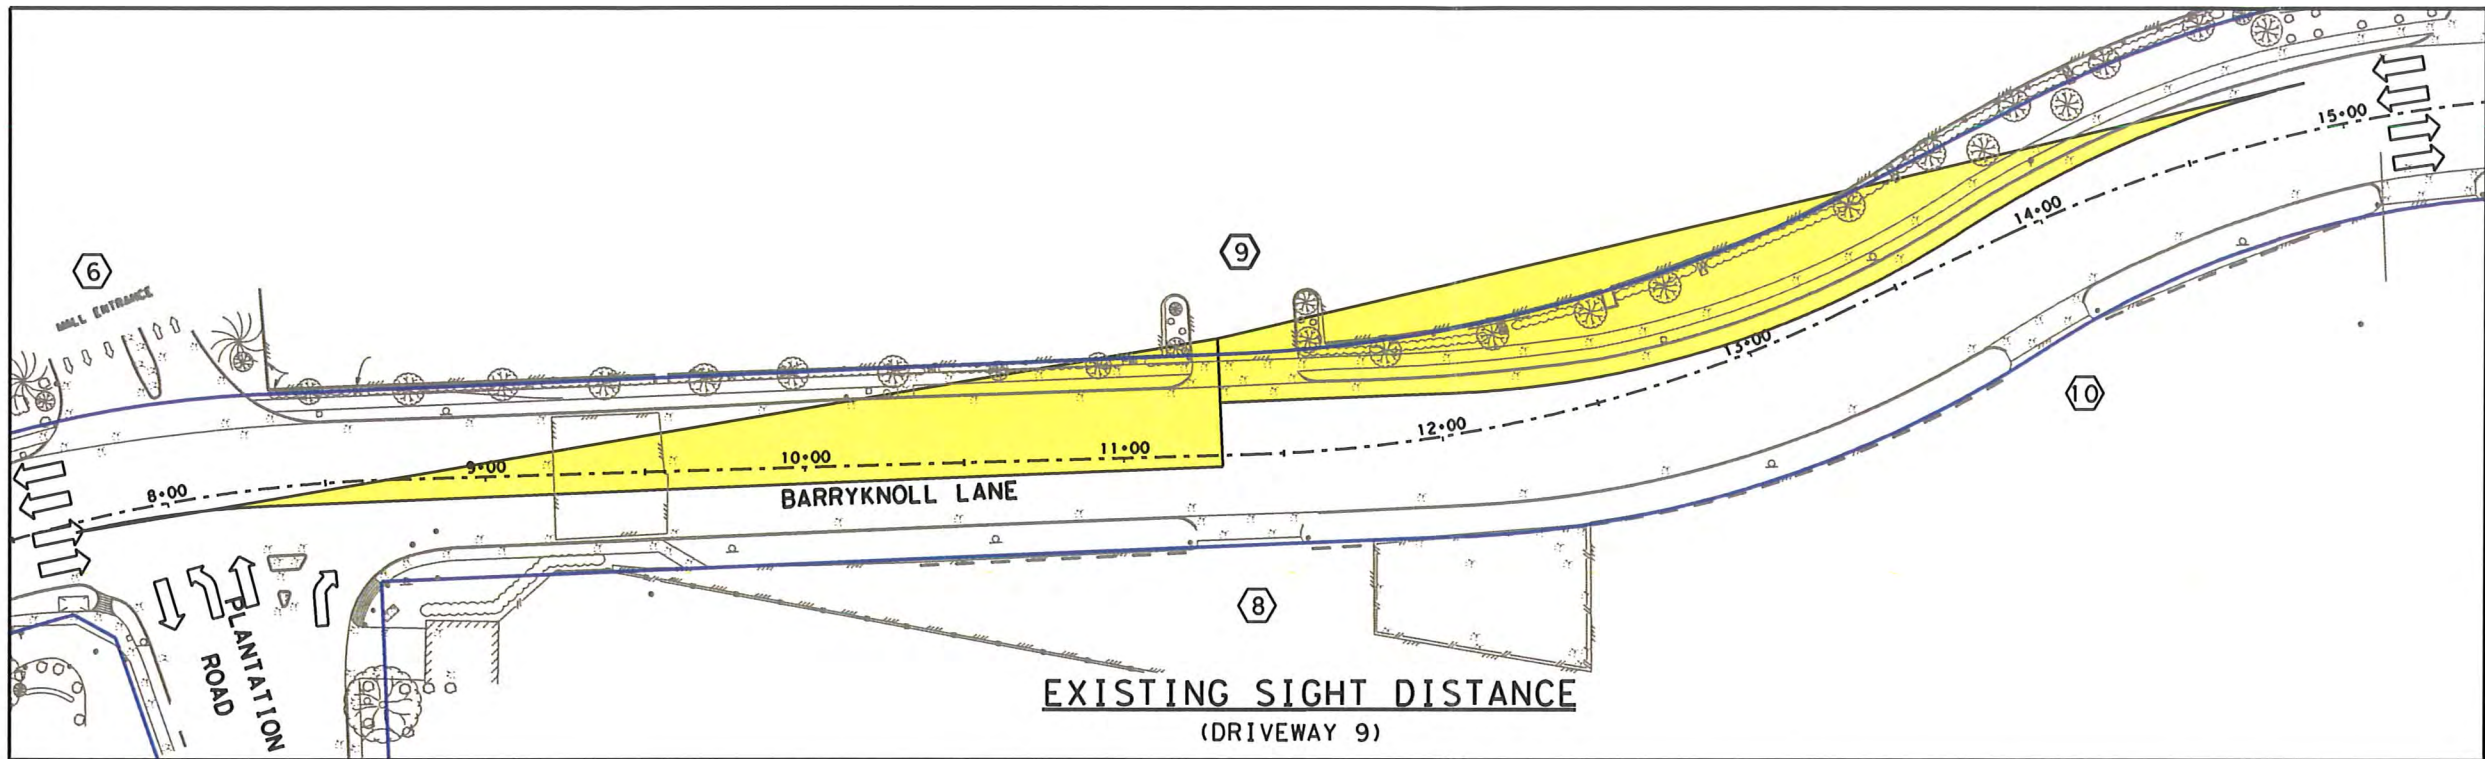 6
MALL ENTRANCE
9
8+00
9+00
10+00
11+00
12+00
13+00
14+00
15+00
BARRYKNOLL LANE
10
8
PLANTATION
ROAD
EXISTING SIGHT DISTANCE
(DRIVEWAY 9)